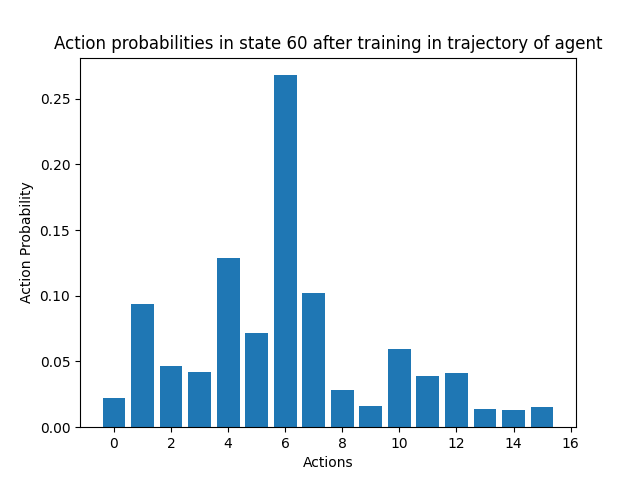 Action probabilities in state 60 after training in trajectory of agent
0.25
0.20
0.15
0.10
0.05
0.00
Action Probability
0 2 4 6 8 10 12 14 16
Actions